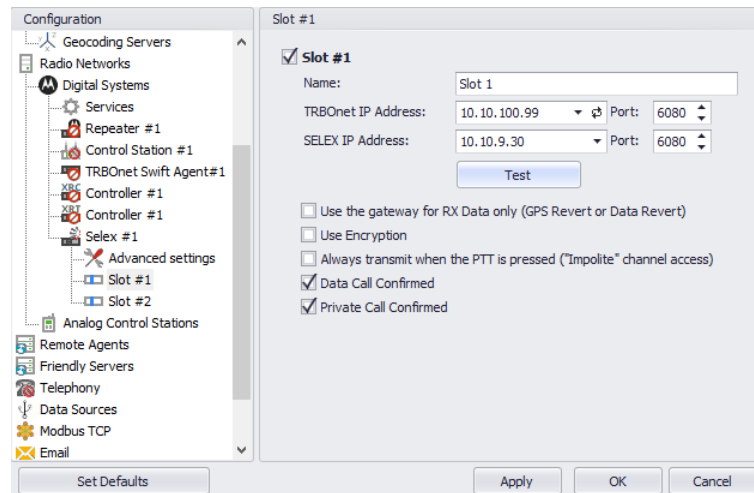 Configuration
Geocoding Servers
Radio Networks
Digital Systems
Services
Repeater #1
Control Station #1
TRBOnet Swift Agent#1
XRC Controller #1
XRT Controller #1
Selex #1
Advanced settings
Slot #1
Slot #2
Analog Control Stations
Remote Agents
Friendly Servers
Telephony
Data Sources
Modbus TCP
Email
Set Defaults
Slot #1
Slot #1
Name: Slot 1
TRBOnet IP Address: 10.10.100.99 Port: 6080
SELEX IP Address: 10.10.9.30 Port: 6080
Test
Use the gateway for RX Data only (GPS Revert or Data Revert)
Use Encryption
Always transmit when the PTT is pressed ("Impolite" channel access)
Data Call Confirmed
Private Call Confirmed
Apply OK Cancel